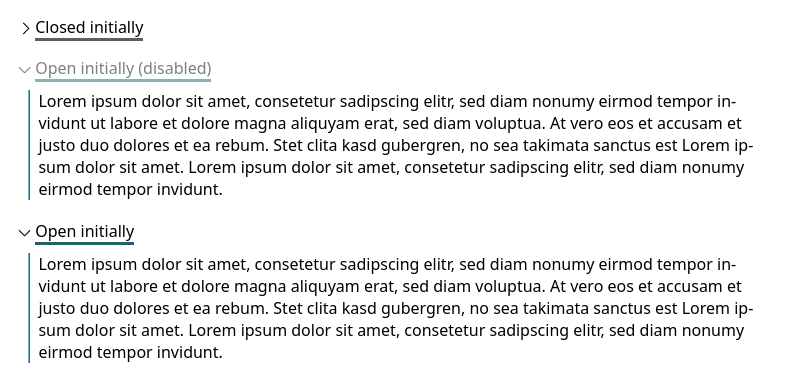 Closed initially
Open initially (disabled)
Lorem ipsum dolor sit amet, consetetur sadipscing elitr, sed diam nonumy eirmod tempor in-
vidunt ut labore et dolore magna aliquyam erat, sed diam voluptua. At vero eos et accusam et
justo duo dolores et ea rebum. Stet clita kasd gubergren, no sea takimata sanctus est Lorem ip-
sum dolor sit amet. Lorem ipsum dolor sit amet, consetetur sadipscing elitr, sed diam nonumy
eirmod tempor invidunt.
Open initially
Lorem ipsum dolor sit amet, consetetur sadipscing elitr, sed diam nonumy eirmod tempor in-
vidunt ut labore et dolore magna aliquyam erat, sed diam voluptua. At vero eos et accusam et
justo duo dolores et ea rebum. Stet clita kasd gubergren, no sea takimata sanctus est Lorem ip-
sum dolor sit amet. Lorem ipsum dolor sit amet, consetetur sadipscing elitr, sed diam nonumy
eirmod tempor invidunt.